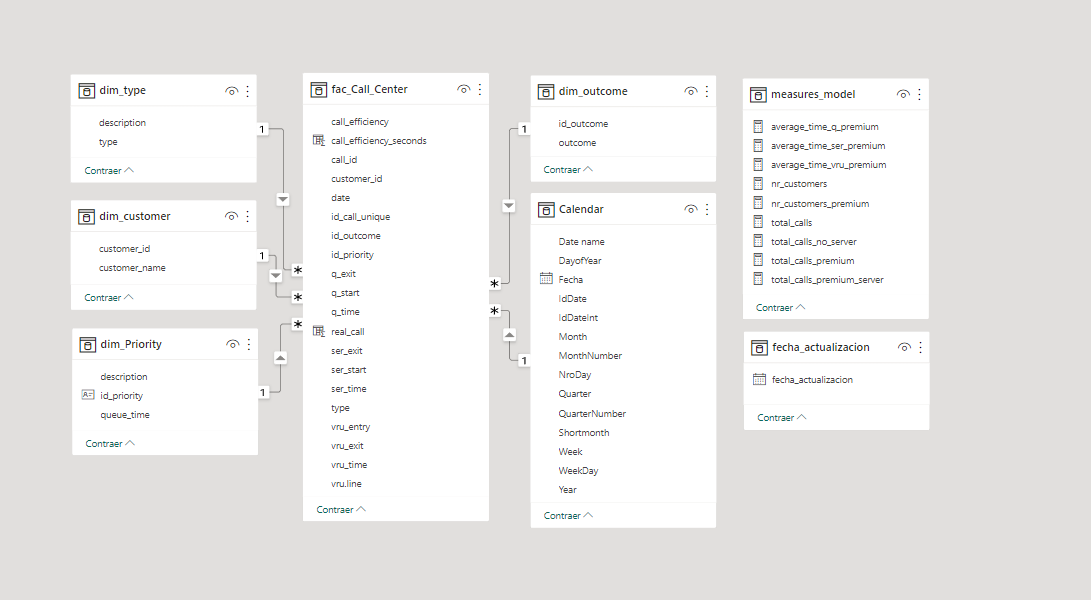 dim_type
description
type
Contraer
dim_customer
customer_id
customer_name
Contraer
dim_Priority
description
id_priority
queue_time
Contraer
1
1
1
*
*
*
fac_Call_Center
call_efficiency
call_efficiency_seconds
call_id
customer_id
date
id_call_unique
id_outcome
id_priority
q_exit
q_start
q_time
real_call
ser_exit
ser_start
ser_time
type
vru_entry
vru_exit
vru_time
vru.line
Contraer
*
*
1
1
dim_outcome
id_outcome
outcome
Contraer
Calendar
Date name
DayofYear
Fecha
IdDate
IdDateInt
Month
MonthNumber
NroDay
Quarter
QuarterNumber
Shortmonth
Week
WeekDay
Year
Contraer
measures_model
average_time_q_premium
average_time_ser_premium
average_time_vru_premium
nr_customers
nr_customers_premium
total_calls
total_calls_no_server
total_calls_premium
total_calls_premium_server
Contraer
fecha_actualizacion
fecha_actualizacion
Contraer